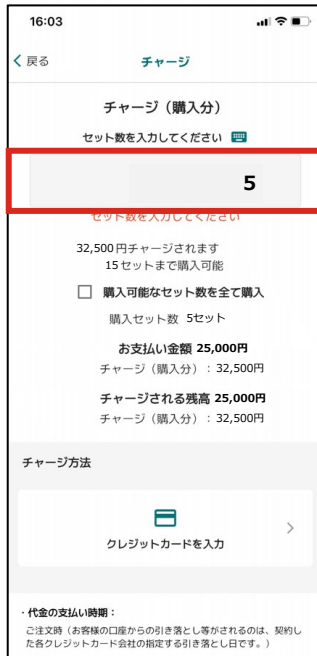 16:03
戻る
チャージ
チャージ（購入分）
セット数を入力してください
5
セット数を入力してください
32,500円チャージされます
15セットまで購入可能
購入可能なセット数を全て購入
購入セット数 5セット
お支払い金額 25,000円
チャージ（購入分）：32,500円
チャージされる残高 25,000円
チャージ（購入分）：32,500円
チャージ方法
クレジットカードを入力
・代金の支払い時期：
ご注文時（お客様の口座からの引き落とし等がされるのは、契約し
た各クレジットカード会社の指定する引き落とし日です。）